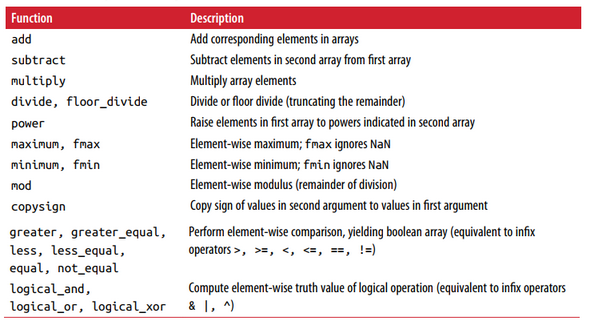 Function Description
add Add corresponding elements in arrays
subtract Subtract elements in second array from first array
multiply Multiply array elements
divide, floor_divide Divide or floor divide (truncating the remainder)
power Raise elements in first array to powers indicated in second array
maximum, fmax Element-wise maximum; fmax ignores NaN
minimum, fmin Element-wise minimum; fmin ignores NaN
mod Element-wise modulus (remainder of division)
copysign Copy sign of values in second argument to values in first argument
greater, greater_equal, Perform element-wise comparison, yielding boolean array (equivalent to infix
less, less_equal, operators >, >=, <, <=, ==, !=)
equal, not_equal
logical_and, Compute element-wise truth value of logical operation (equivalent to infix operators
logical_or, logical_xor & |, ^)